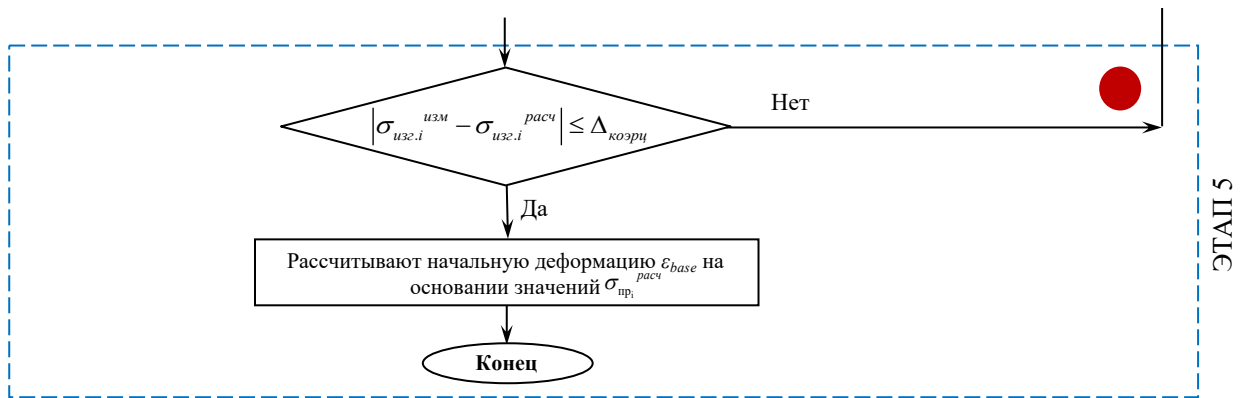 Нет
|σизг.i^изм − σизг.i^расч| ≤ Δкоэрц
Да
Рассчитывают начальную деформацию εbase на
основании значений σпрi^расч
Конец
ЭТАП 5